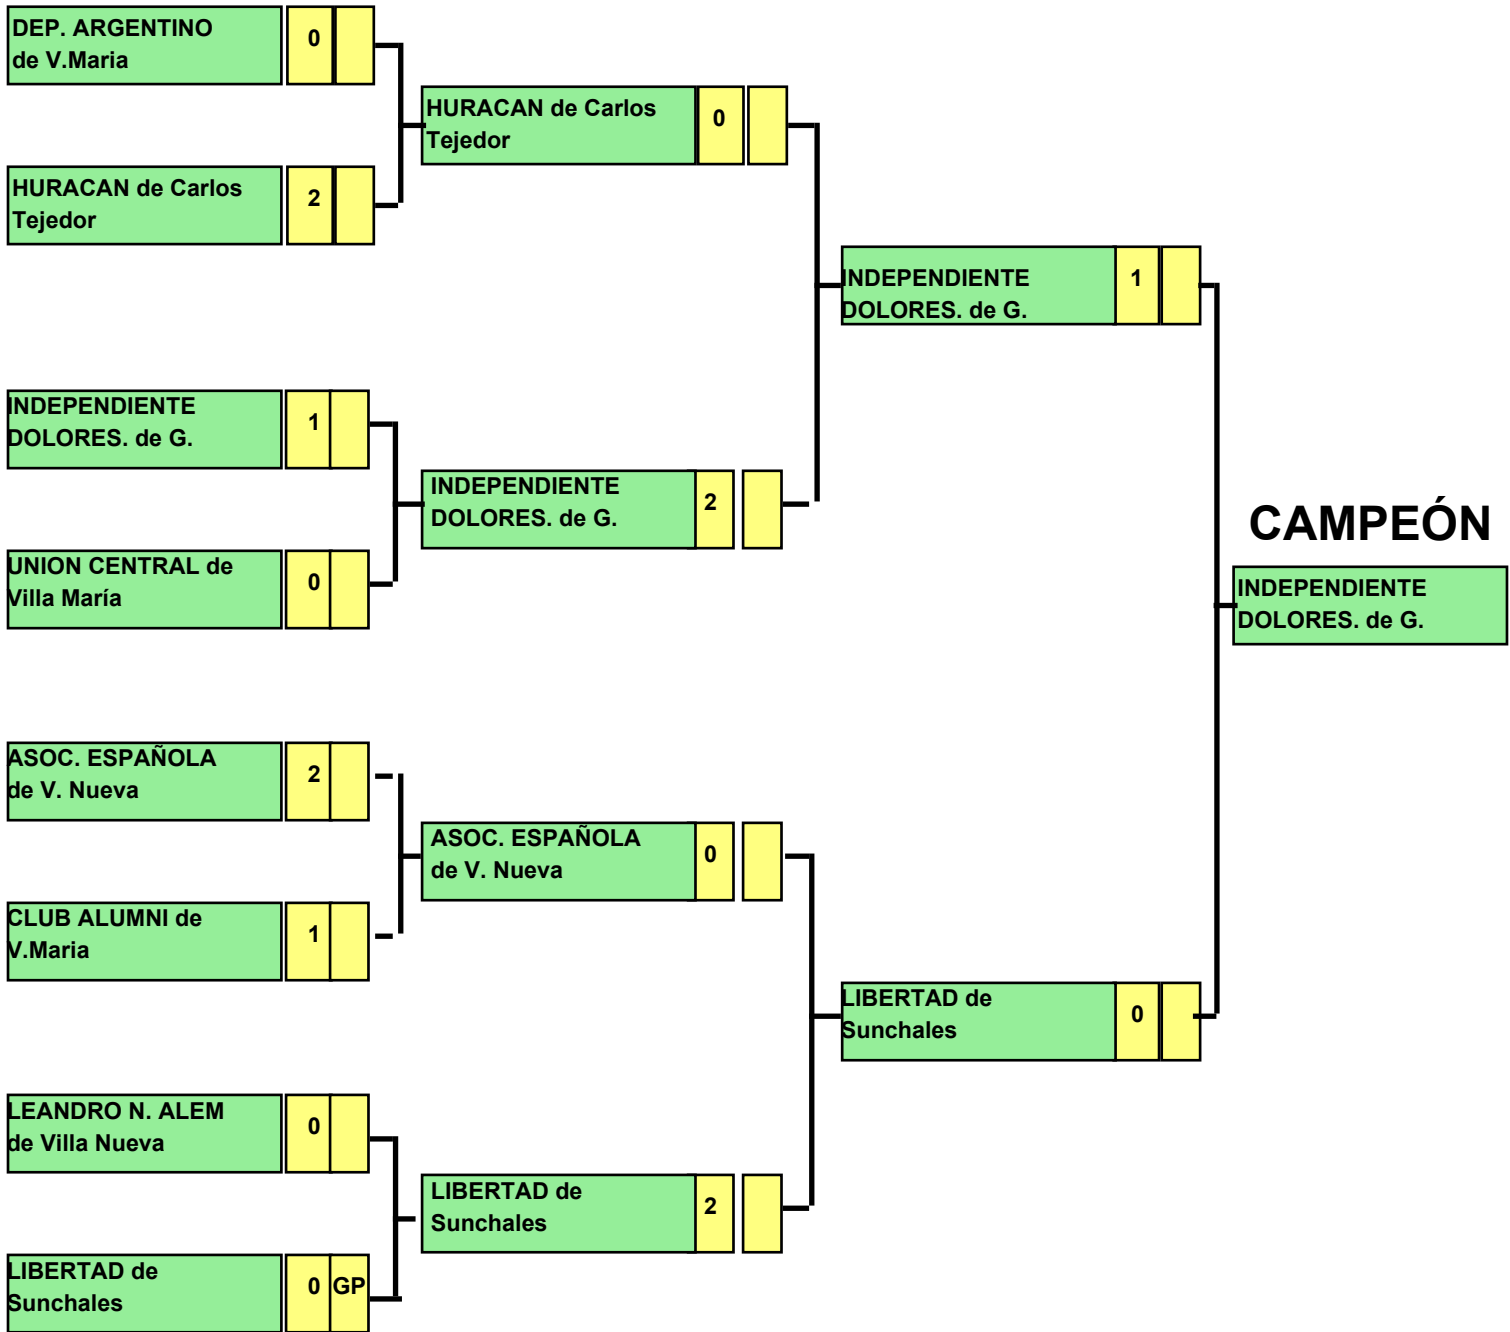 DEP. ARGENTINO
de V.Maria
0
HURACAN de Carlos
Tejedor
2
HURACAN de Carlos
Tejedor
0
INDEPENDIENTE
DOLORES. de G.
1
INDEPENDIENTE
DOLORES. de G.
1
UNION CENTRAL de
Villa María
0
INDEPENDIENTE
DOLORES. de G.
2
CAMPEÓN
INDEPENDIENTE
DOLORES. de G.
ASOC. ESPAÑOLA
de V. Nueva
2
CLUB ALUMNI de
V.Maria
1
ASOC. ESPAÑOLA
de V. Nueva
0
LIBERTAD de
Sunchales
0
LEANDRO N. ALEM
de Villa Nueva
0
LIBERTAD de
Sunchales
0 GP
LIBERTAD de
Sunchales
2